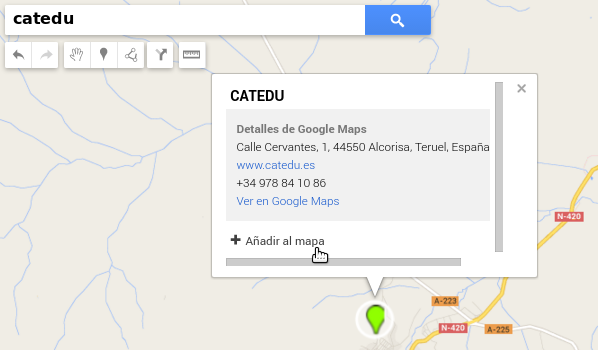 catedu
CATEDU
Detalles de Google Maps
Calle Cervantes, 1, 44550 Alcorisa, Teruel, España
www.catedu.es
+34 978 84 10 86
Ver en Google Maps
Añadir al mapa
N-420
A-223
N-420
A-225